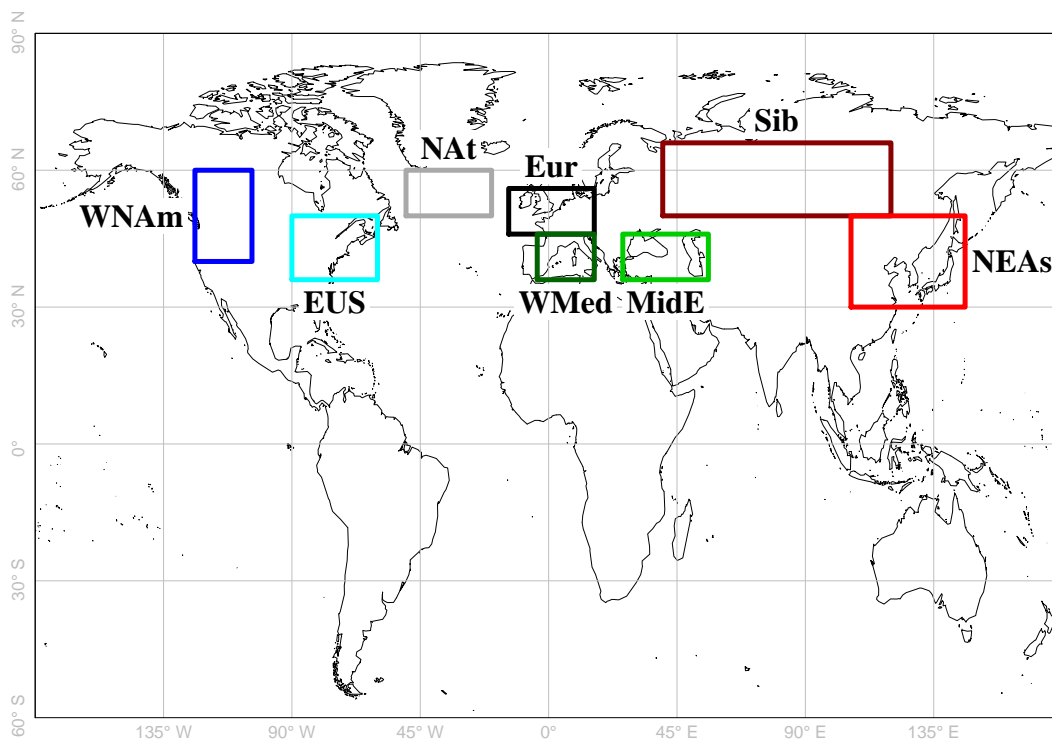 90° N
Sib
NAt
Eur
60° N
WNAm
NEAs
EUS
WMed
MidE
30° N
0°
30° S
60° S
135° W
90° W
45° W
0°
45° E
90° E
135° E